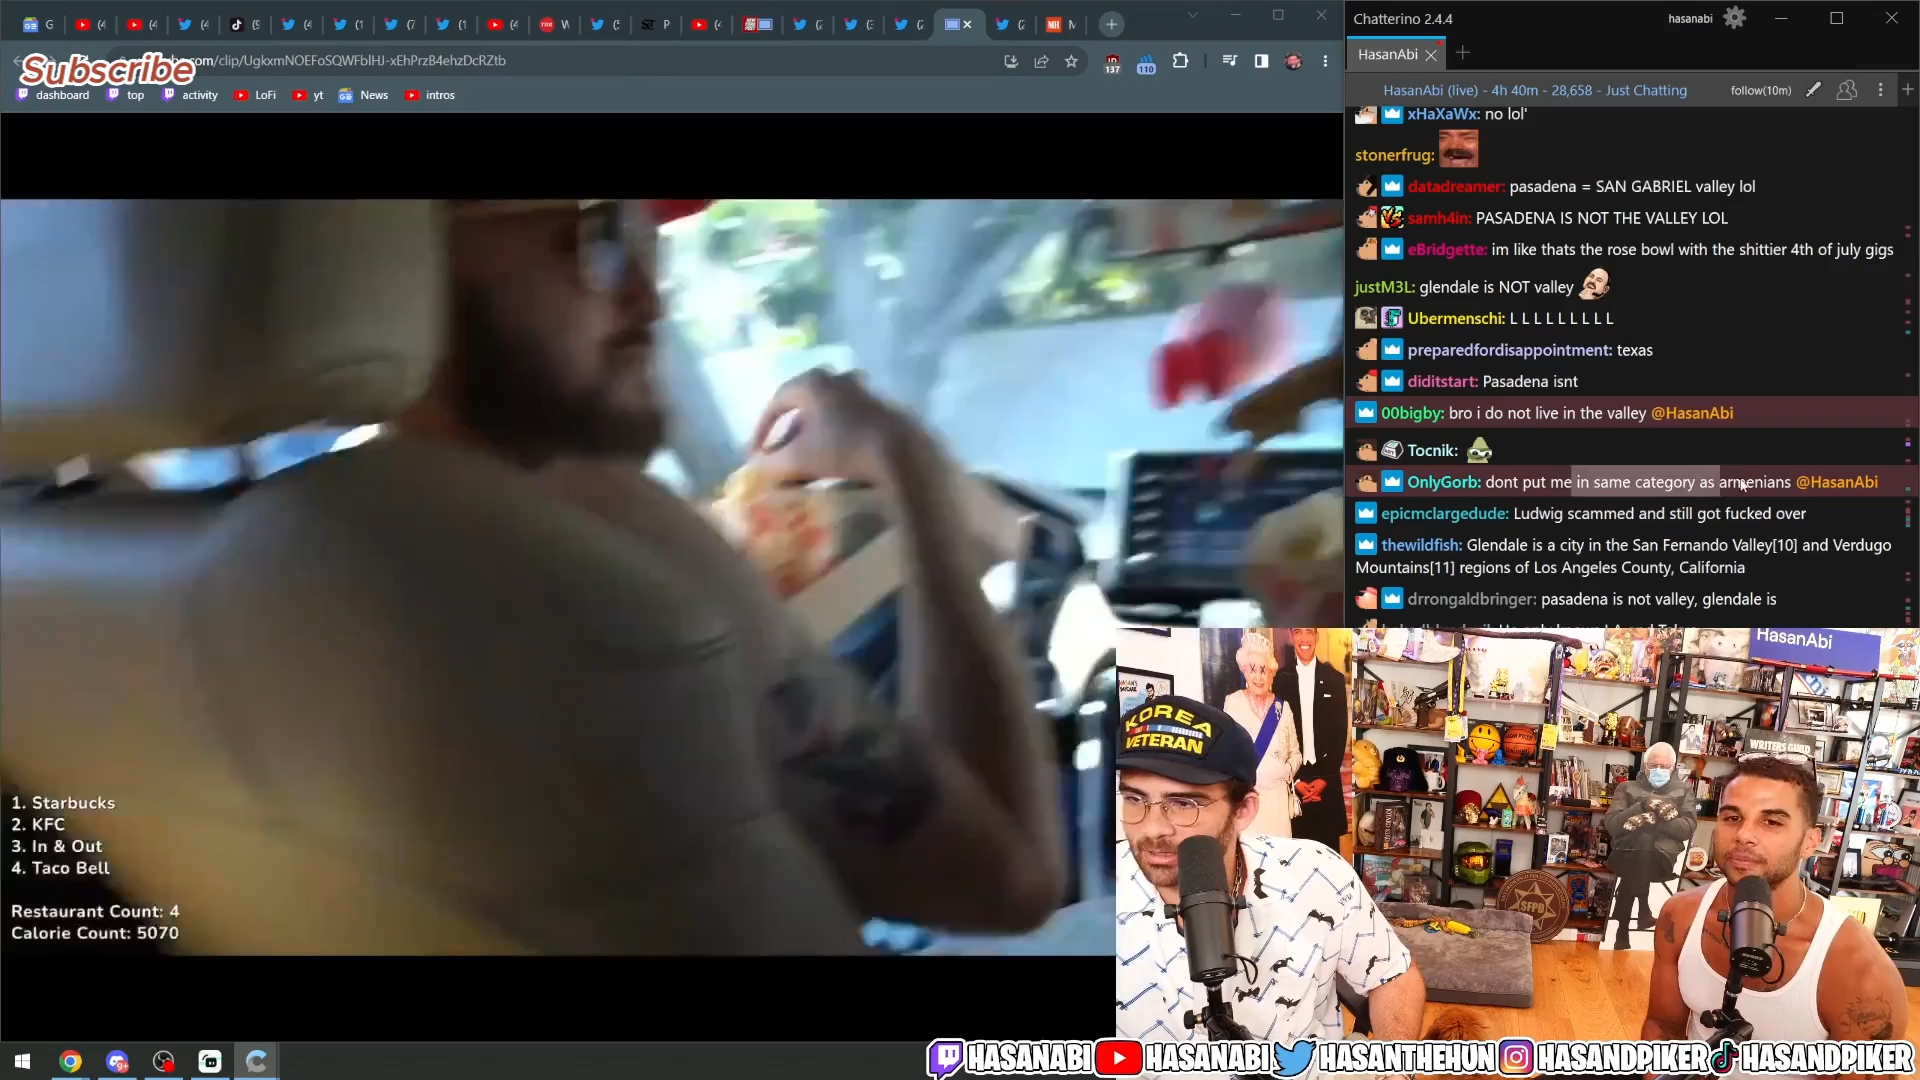 Subscribe
be.com/clip/UgkxmNOEFoSQWFblHJ-xEhPrzB4ehzDcRZtb
137
110
dashboard
top
activity
LoFi
yt
News
intros
Chatterino 2.4.4
hasanabi
HasanAbi
HasanAbi (live) - 4h 40m - 28,658 - Just Chatting
follow(10m)
xHaXaWx: no lol'
stonerfrug:
datadreamer: pasadena = SAN GABRIEL valley lol
samh4in: PASADENA IS NOT THE VALLEY LOL
eBridgette: im like thats the rose bowl with the shittier 4th of july gigs
justM3L: glendale is NOT valley
Ubermenschi: L L L L L L L L L
preparedfordisappointment: texas
diditstart: Pasadena isnt
00bigby: bro i do not live in the valley @HasanAbi
Tocnik:
OnlyGorb: dont put me in same category as armenians @HasanAbi
epicmclargedude: Ludwig scammed and still got fucked over
thewildfish: Glendale is a city in the San Fernando Valley[10] and Verdugo
Mountains[11] regions of Los Angeles County, California
drrongaldbringer: pasadena is not valley, glendale is
1. Starbucks
2. KFC
3. In & Out
4. Taco Bell
Restaurant Count: 4
Calorie Count: 5070
HasanAbi
KOREA
VETERAN
WRITERS GUILD
SFPD
HASANABI
HASANABI
HASANTHEHUN
HASANDPIKER
HASANDPIKER